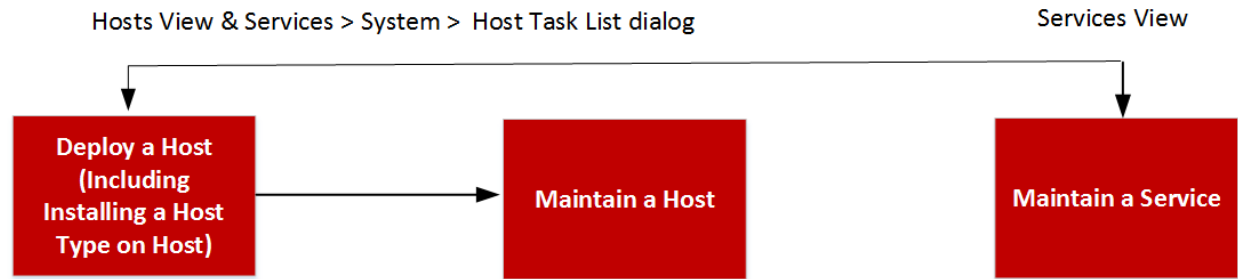 Hosts View & Services > System > Host Task List dialog
Services View
Deploy a Host
(Including
Installing a Host
Type on Host)
Maintain a Host
Maintain a Service